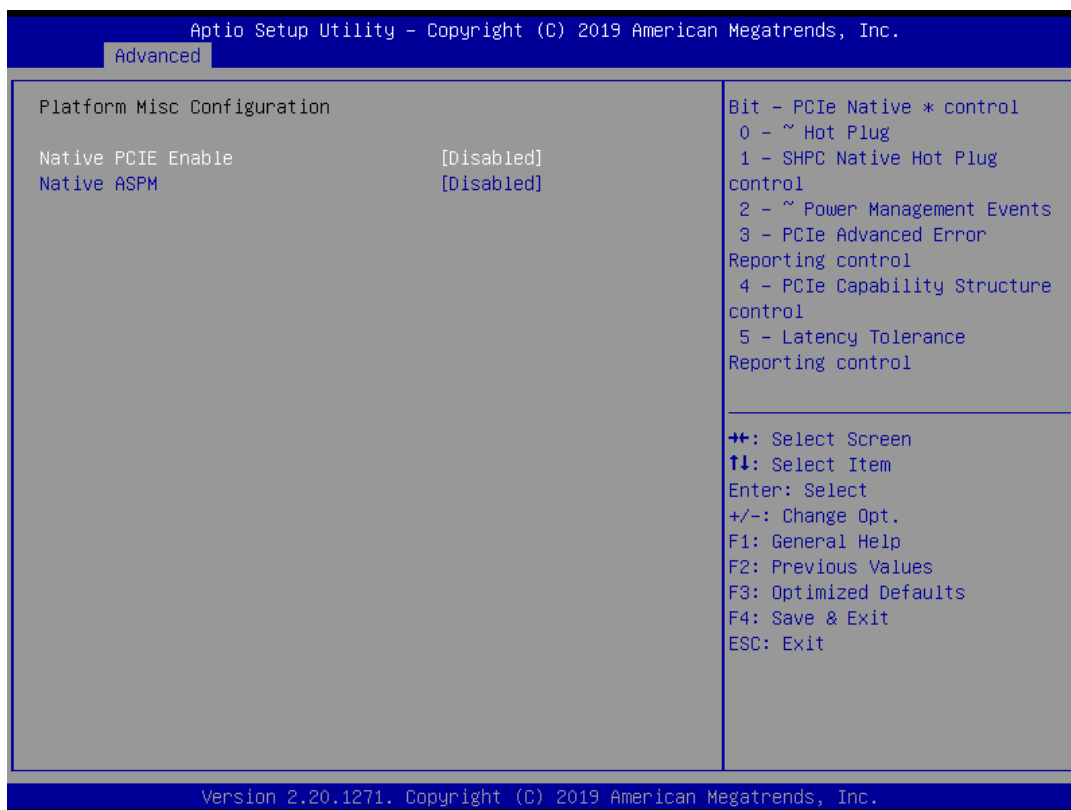 Aptio Setup Utility – Copyright (C) 2019 American Megatrends, Inc.
Advanced
Platform Misc Configuration
Native PCIE Enable [Disabled]
Native ASPM [Disabled]
Bit – PCIe Native * control
0 – ~ Hot Plug
1 – SHPC Native Hot Plug
control
2 – ~ Power Management Events
3 – PCIe Advanced Error
Reporting control
4 – PCIe Capability Structure
control
5 – Latency Tolerance
Reporting control
→←: Select Screen
↑↓: Select Item
Enter: Select
+/-: Change Opt.
F1: General Help
F2: Previous Values
F3: Optimized Defaults
F4: Save & Exit
ESC: Exit
Version 2.20.1271. Copyright (C) 2019 American Megatrends, Inc.